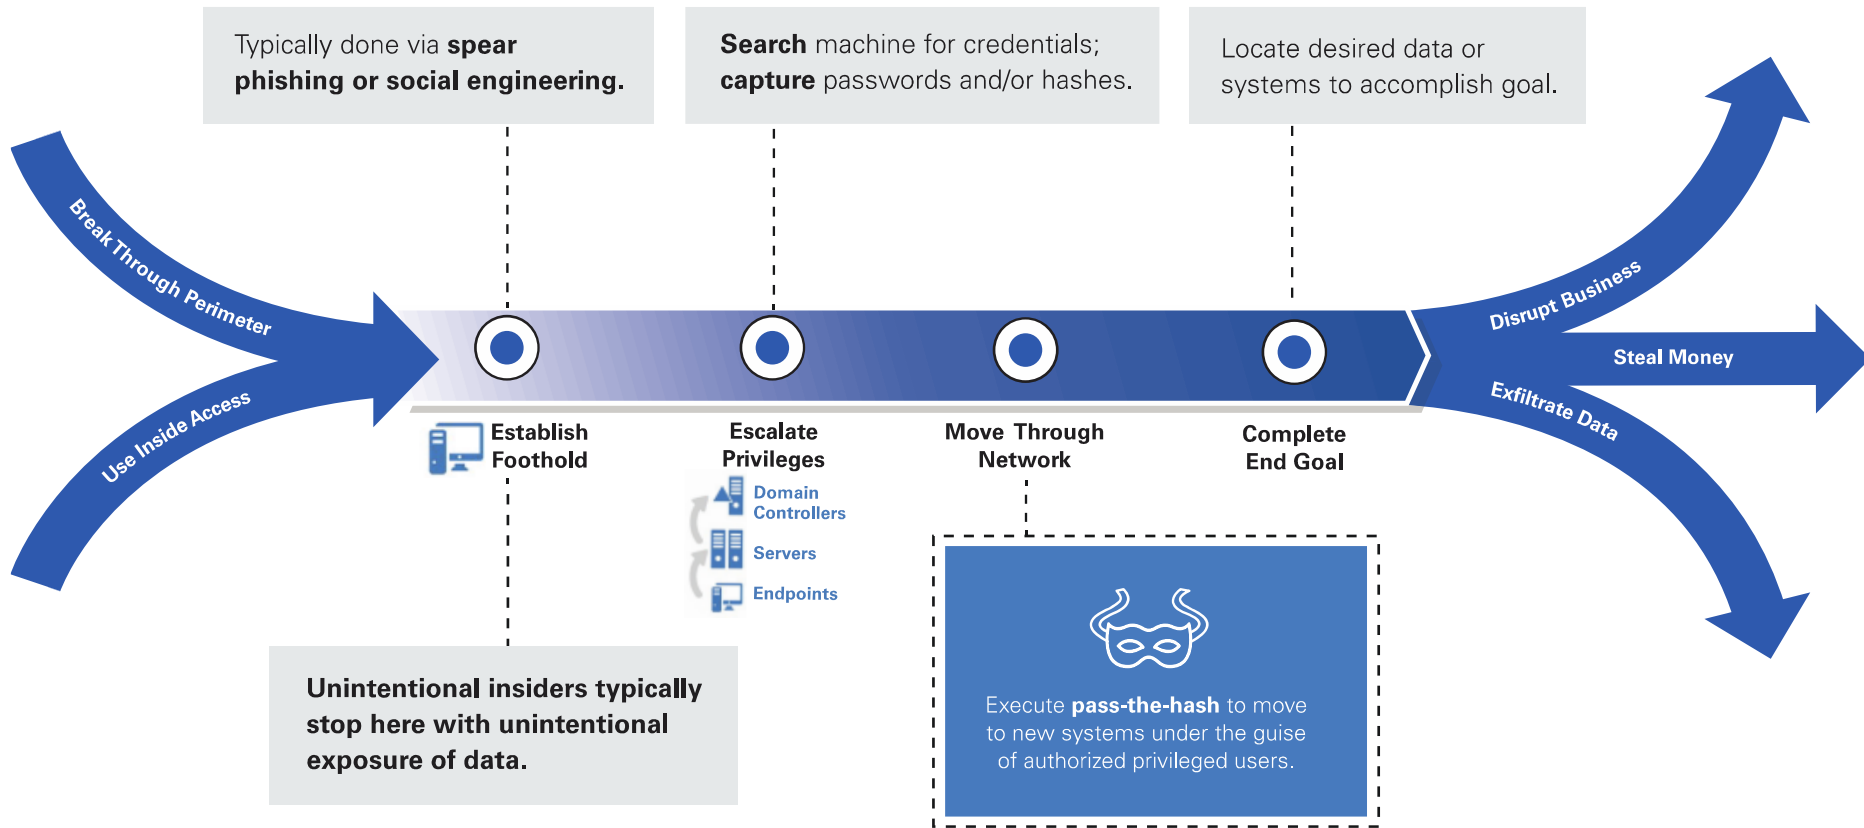 Typically done via spear
phishing or social engineering.
Search machine for credentials;
capture passwords and/or hashes.
Locate desired data or
systems to accomplish goal.
Break Through Perimeter
Use Inside Access
Disrupt Business
Steal Money
Exfiltrate Data
Establish
Foothold
Escalate
Privileges
Move Through
Network
Complete
End Goal
Domain
Controllers
Servers
Endpoints
Unintentional insiders typically
stop here with unintentional
exposure of data.
Execute pass-the-hash to move
to new systems under the guise
of authorized privileged users.